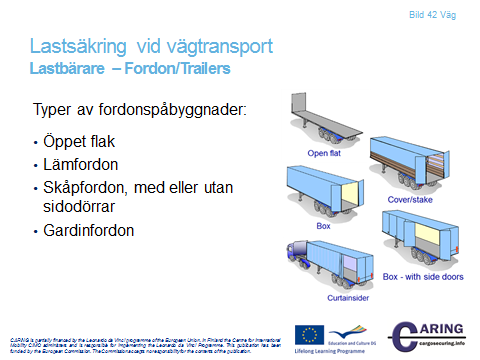 Bild 42 Väg
Lastsäkring vid vägtransport
Lastbärare – Fordon/Trailers
Typer av fordonspåbyggnader:
• Öppet flak
• Lämfordon
• Skåpfordon, med eller utan
sidodörrar
• Gardinfordon
Open flat
Cover/stake
Box
Box - with side doors
Curtainsider
CARING is partially financed by the Leonardo da Vinci programme of the European Union. In Finland the Centre for International
Mobility CIMO administers and is responsible for implementing the Leonardo da Vinci Programme. This publication has been
funded by the European Commission. The Commission accepts no responsibility for the contents of the publication.
Education and Culture DG
Lifelong Learning Programme
CARING
cargosecuring.info